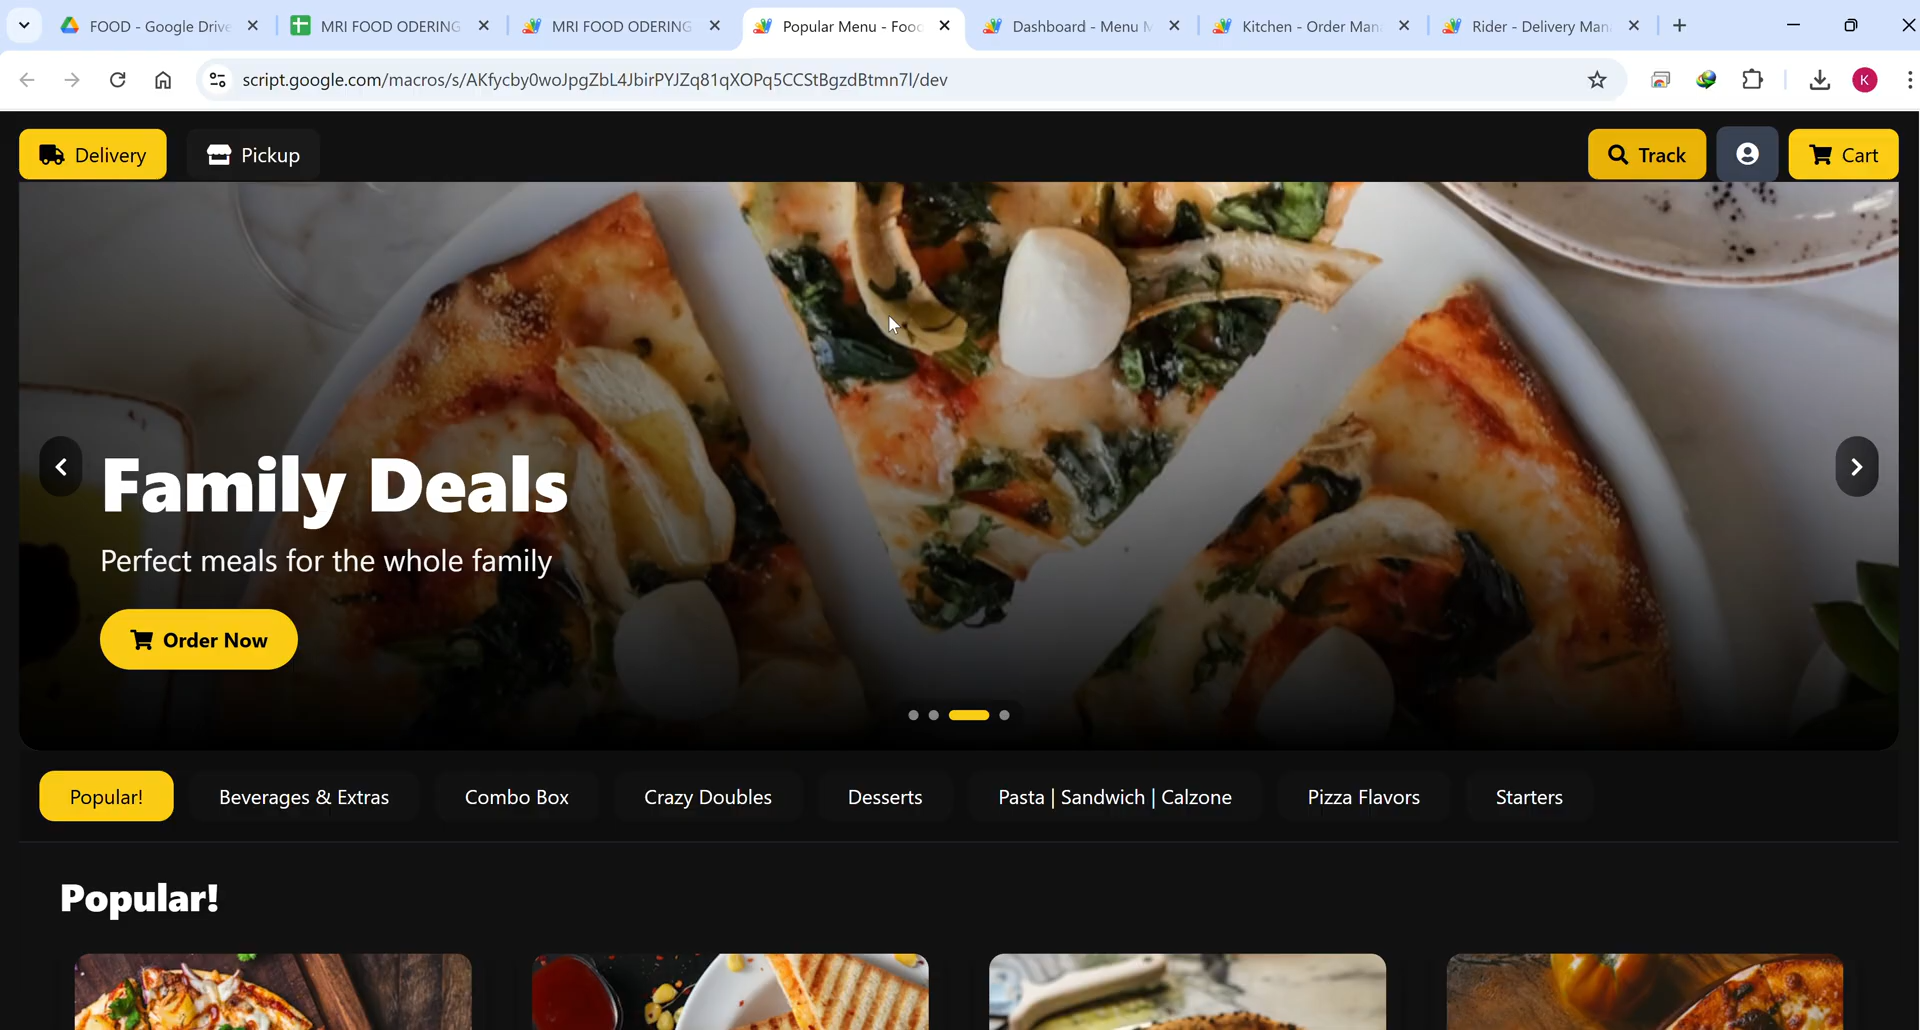 FOOD - Google Drive
MRI FOOD ODERING
MRI FOOD ODERING
Popular Menu - Food
Dashboard - Menu M
Kitchen - Order Man
Rider - Delivery Man
script.google.com/macros/s/AKfycby0woJpgZbL4JbirPYJZq81qXOPq5CCStBgzdBtmn7I/dev
K
Delivery
Pickup
Track
Cart
Family Deals
Perfect meals for the whole family
Order Now
Popular!
Beverages & Extras
Combo Box
Crazy Doubles
Desserts
Pasta | Sandwich | Calzone
Pizza Flavors
Starters
Popular!